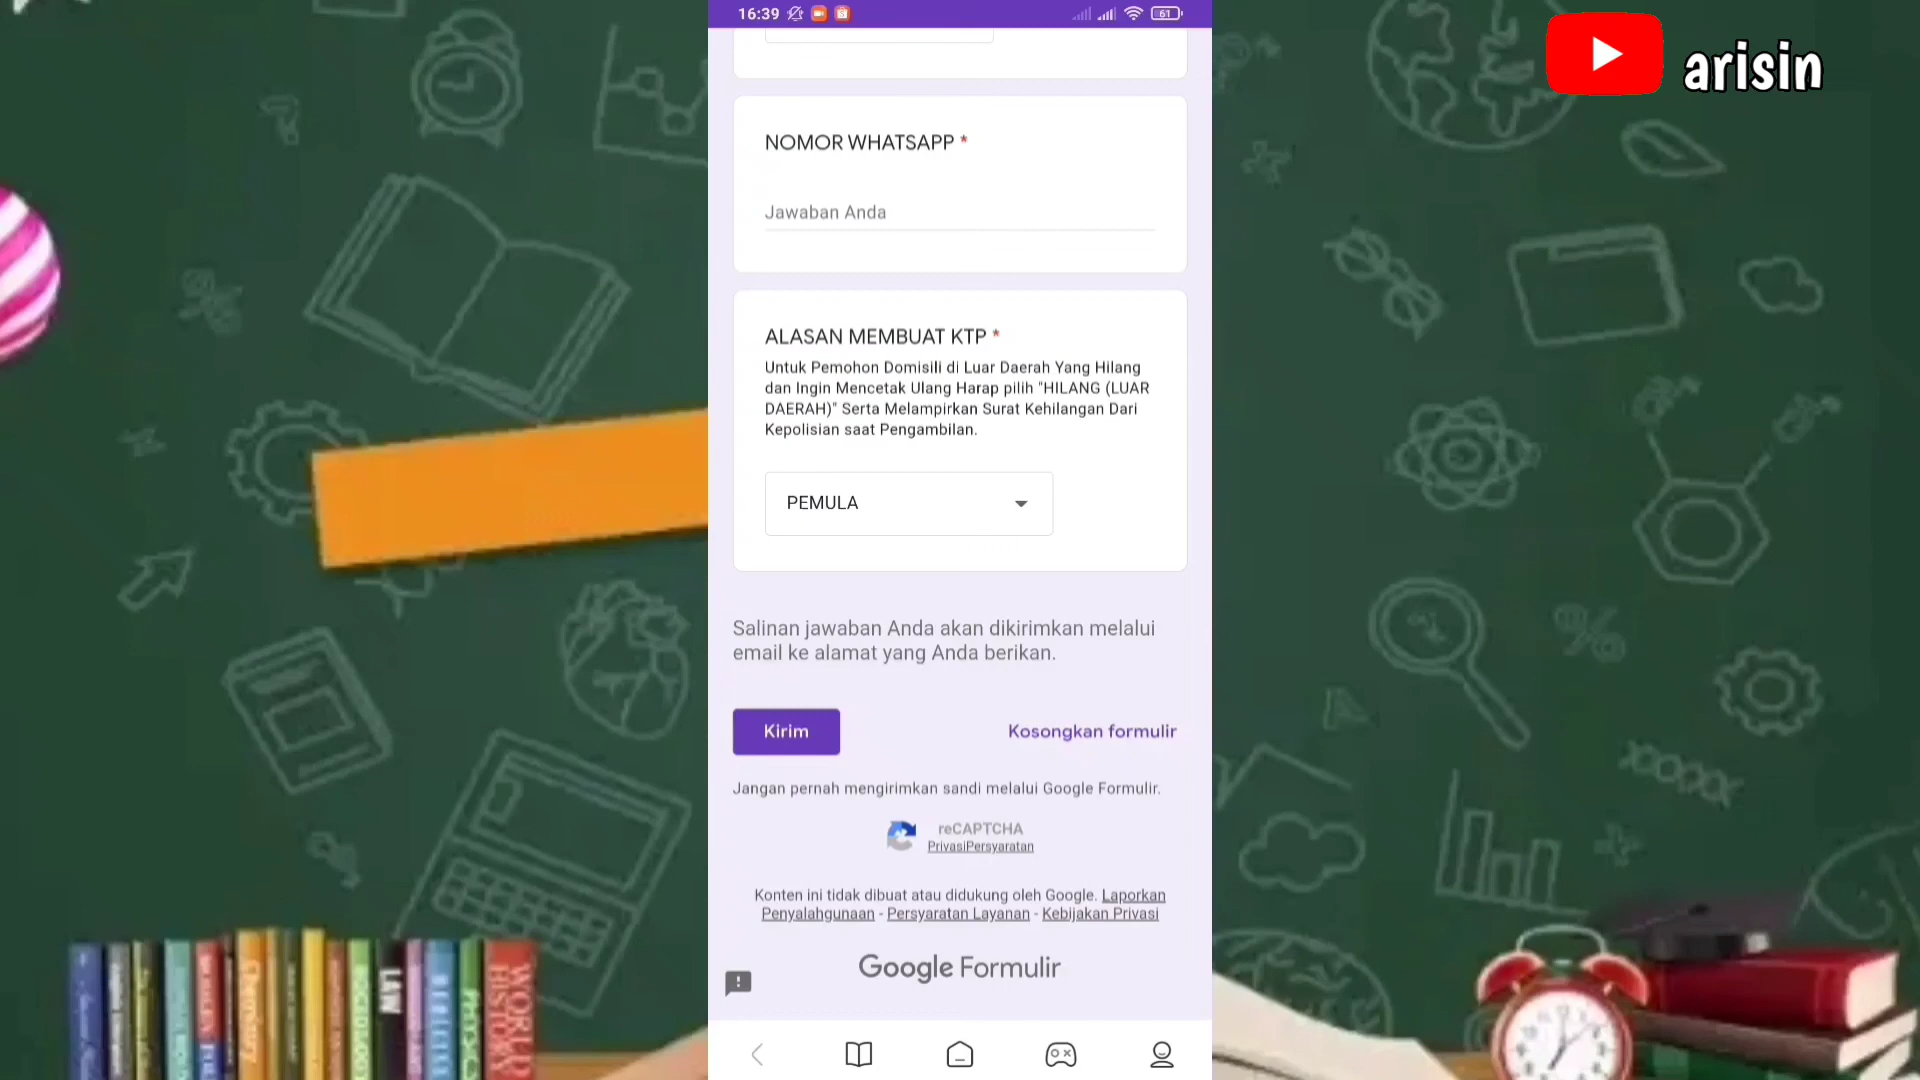 16:39
61
arisin
NOMOR WHATSAPP *
Jawaban Anda
ALASAN MEMBUAT KTP *
Untuk Pemohon Domisili di Luar Daerah Yang Hilang
dan Ingin Mencetak Ulang Harap pilih "HILANG (LUAR
DAERAH)" Serta Melampirkan Surat Kehilangan Dari
Kepolisian saat Pengambilan.
PEMULA
Salinan jawaban Anda akan dikirimkan melalui
email ke alamat yang Anda berikan.
Kirim
Kosongkan formulir
Jangan pernah mengirimkan sandi melalui Google Formulir.
reCAPTCHA
PrivasiPersyaratan
Konten ini tidak dibuat atau didukung oleh Google. Laporkan
Penyalahgunaan - Persyaratan Layanan - Kebijakan Privasi
Google Formulir
LAW
WORLD
HISTORY